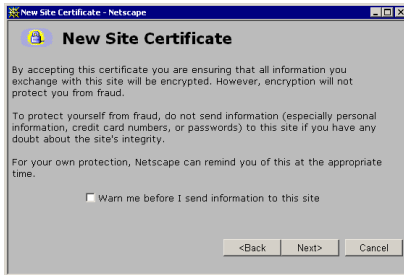 New Site Certificate - Netscape
New Site Certificate
By accepting this certificate you are ensuring that all information you
exchange with this site will be encrypted. However, encryption will not
protect you from fraud.
To protect yourself from fraud, do not send information (especially personal
information, credit card numbers, or passwords) to this site if you have any
doubt about the site's integrity.
For your own protection, Netscape can remind you of this at the appropriate
time.
Warn me before I send information to this site
<Back Next> Cancel